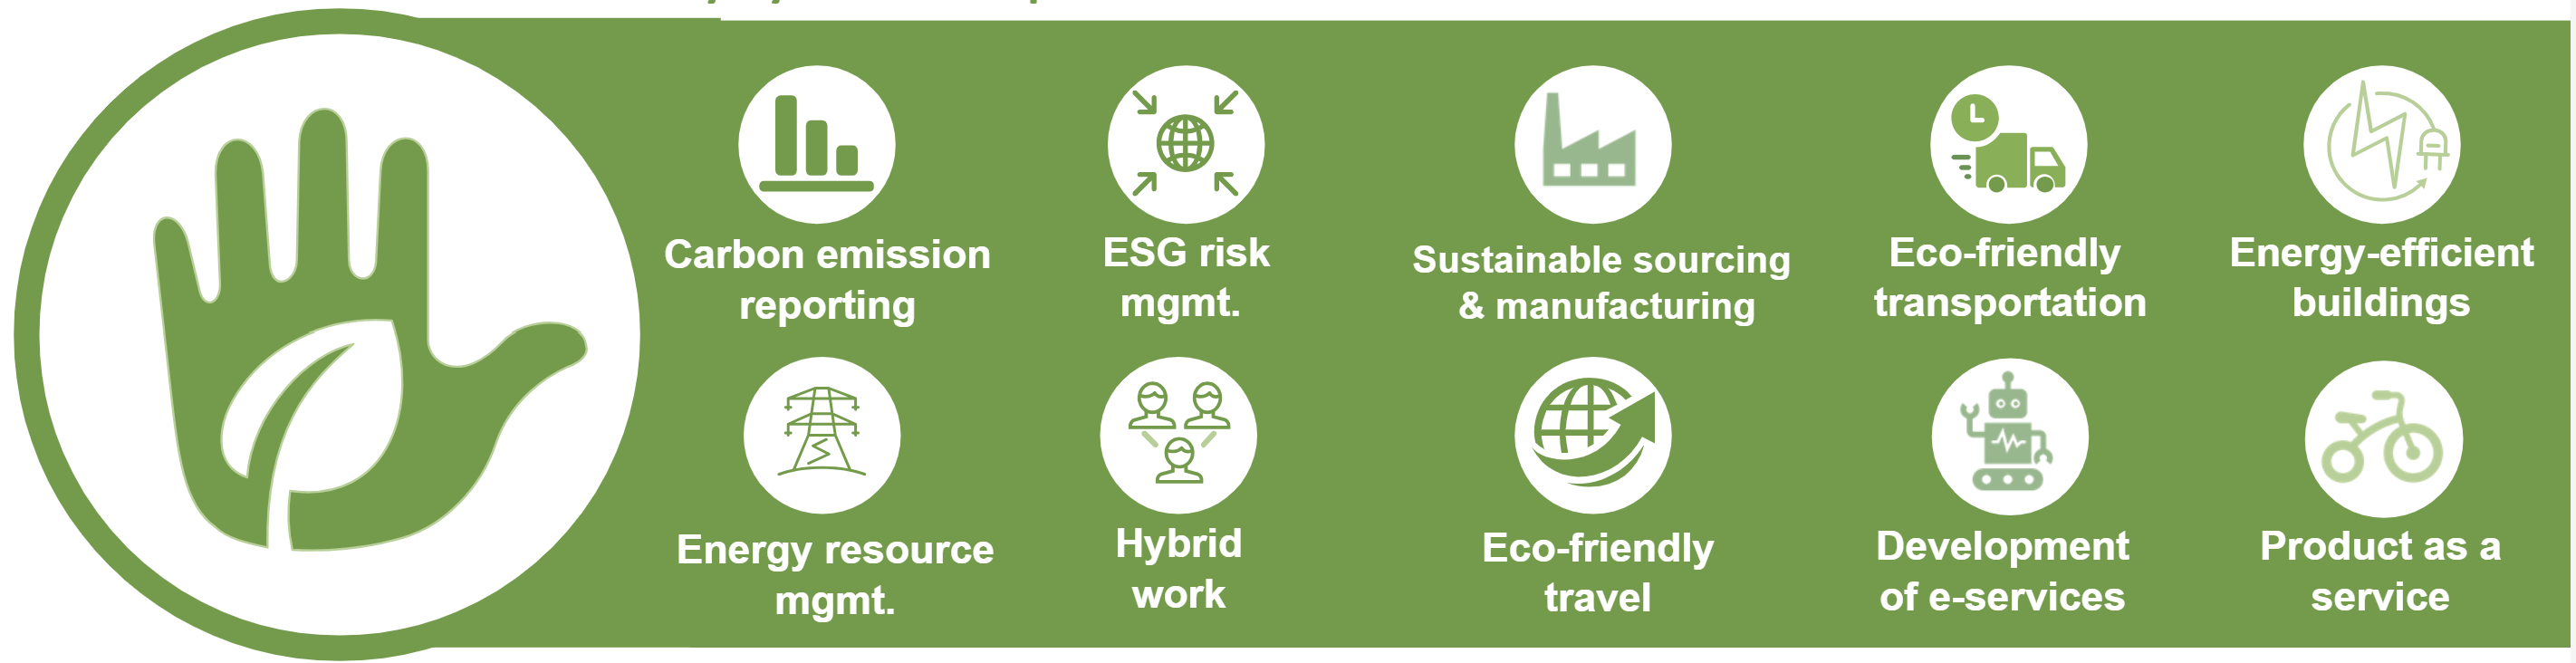 Carbon emission
reporting
ESG risk
mgmt.
Sustainable sourcing
& manufacturing
Eco-friendly
transportation
Energy-efficient
buildings
Energy resource
mgmt.
Hybrid
work
Eco-friendly
travel
Development
of e-services
Product as a
service